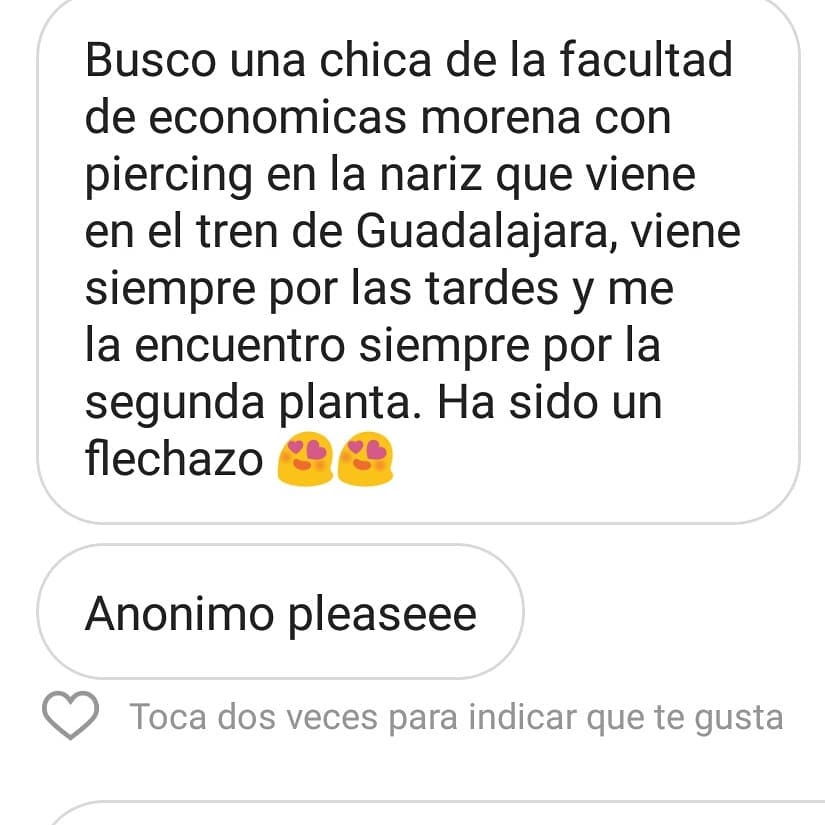 Busco una chica de la facultad
de economicas morena con
piercing en la nariz que viene
en el tren de Guadalajara, viene
siempre por las tardes y me
la encuentro siempre por la
segunda planta. Ha sido un
flechazo 😍😍
Anonimo pleaseee
Toca dos veces para indicar que te gusta